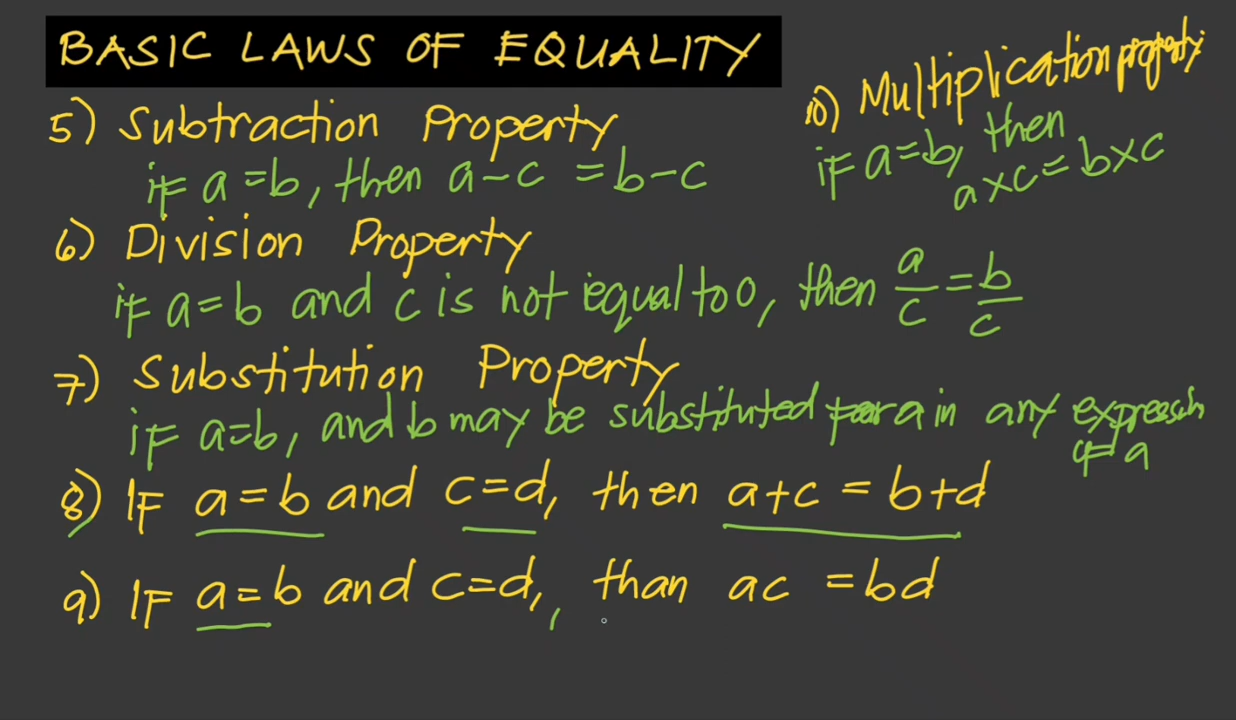 BASIC LAWS OF EQUALITY
5) Subtraction Property
if a=b, then a-c = b-c
6) Division Property
if a=b and c is not equal to 0, then a/c = b/c
7) Substitution Property
if a=b, and b may be substituted for a in any
8) IF a=b and c=d, then a+c = b+d
9) IF a=b and c=d, than ac = bd
10) Multiplication property
if a=b, then
a×c = b×c